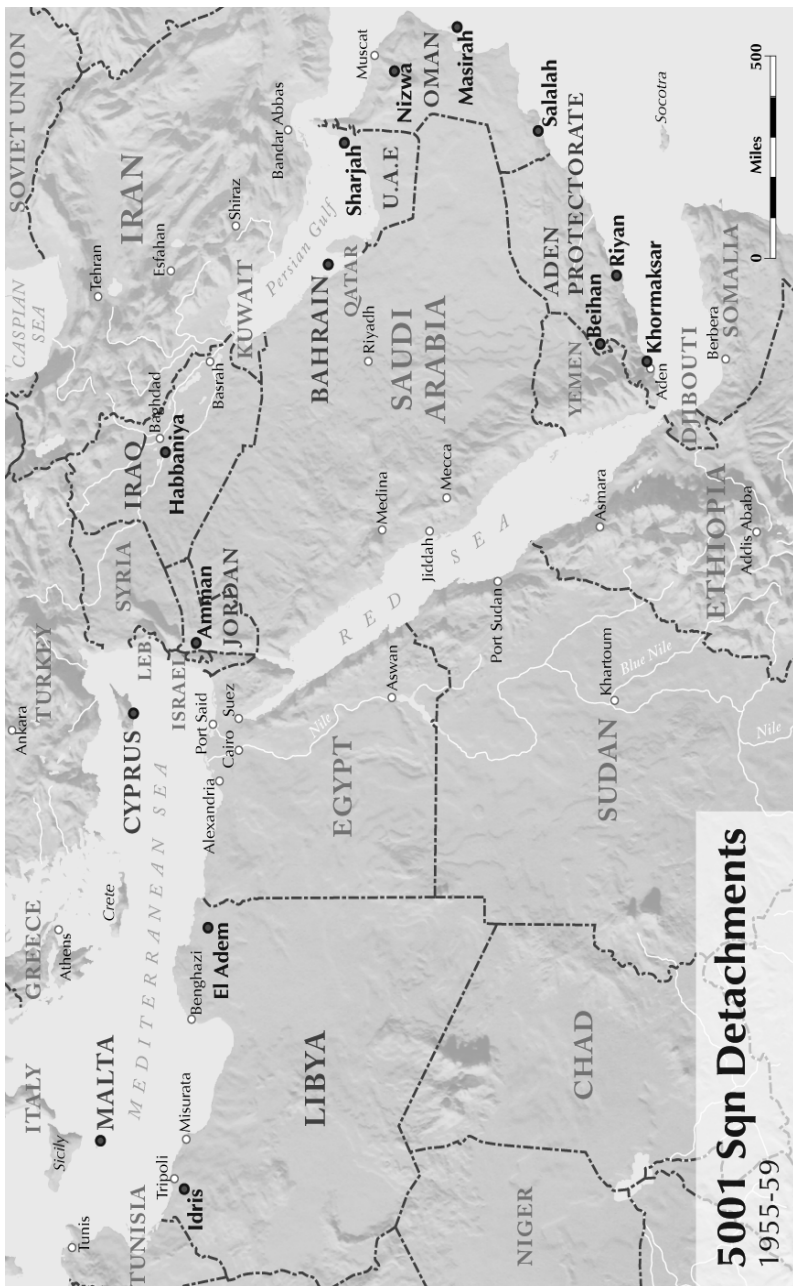 5001 Sqn Detachments
1955-59
ITALY
Sicily
MALTA
Tunis
TUNISIA
Tripoli
Idris
Misurata
GREECE
Athens
Crete
MEDITERRANEAN SEA
Benghazi
El Adem
LIBYA
NIGER
CHAD
Ankara
TURKEY
CYPRUS
LEB
ISRAEL
Port Said
Suez
Cairo
Alexandria
Nile
EGYPT
Aswan
SYRIA
Amman
JORDAN
RED SEA
Port Sudan
Khartoum
Blue Nile
Nile
SUDAN
SOVIET UNION
CASPIAN
SEA
Tehran
IRAN
Esfahan
Shiraz
Bandar Abbas
IRAQ
Baghdad
Habbaniya
Basrah
KUWAIT
Persian Gulf
BAHRAIN
QATAR
Riyadh
SAUDI
ARABIA
Medina
Mecca
Jiddah
Sharjah
U.A.E
Muscat
Nizwa
OMAN
Masirah
Salalah
ADEN
PROTECTORATE
Riyan
Beihan
YEMEN
Khormaksar
Aden
Socotra
Asmara
ETHIOPIA
Addis Ababa
DJIBOUTI
Berbera
SOMALIA
0 Miles 500